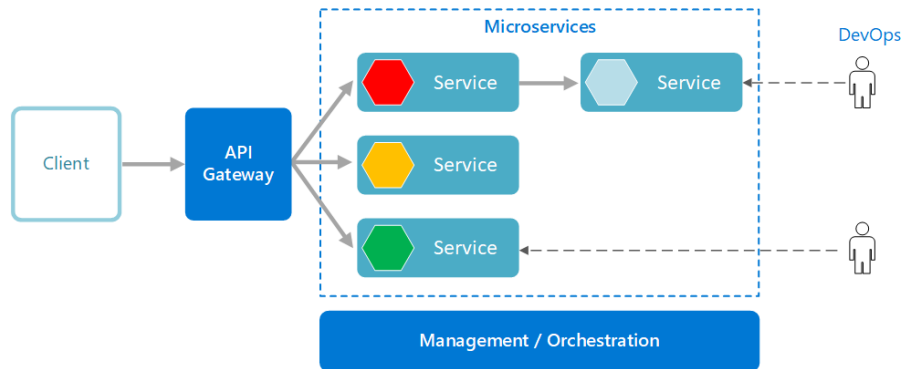 Microservices
DevOps
Service
Service
Client
API
Gateway
Service
Service
Management / Orchestration